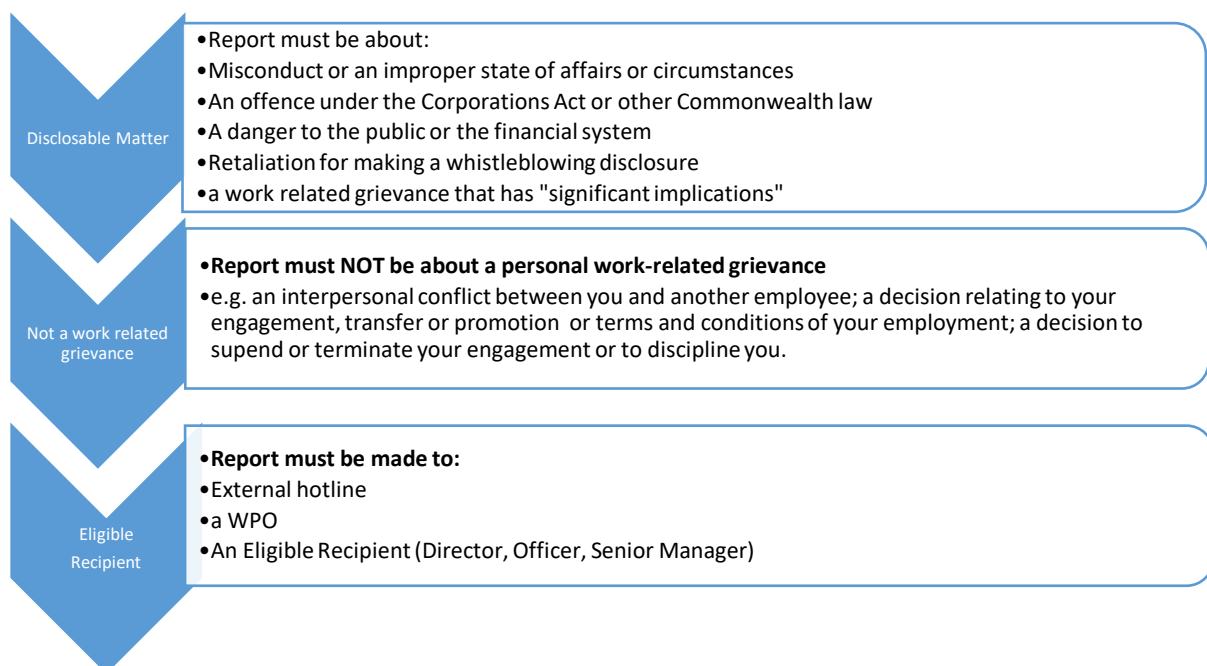 Disclosable Matter
•Report must be about:
•Misconduct or an improper state of affairs or circumstances
•An offence under the Corporations Act or other Commonwealth law
•A danger to the public or the financial system
•Retaliation for making a whistleblowing disclosure
•a work related grievance that has "significant implications"
Not a work related
grievance
•Report must NOT be about a personal work-related grievance
•e.g. an interpersonal conflict between you and another employee; a decision relating to your
engagement, transfer or promotion or terms and conditions of your employment; a decision to
supend or terminate your engagement or to discipline you.
Eligible
Recipient
•Report must be made to:
•External hotline
•a WPO
•An Eligible Recipient (Director, Officer, Senior Manager)